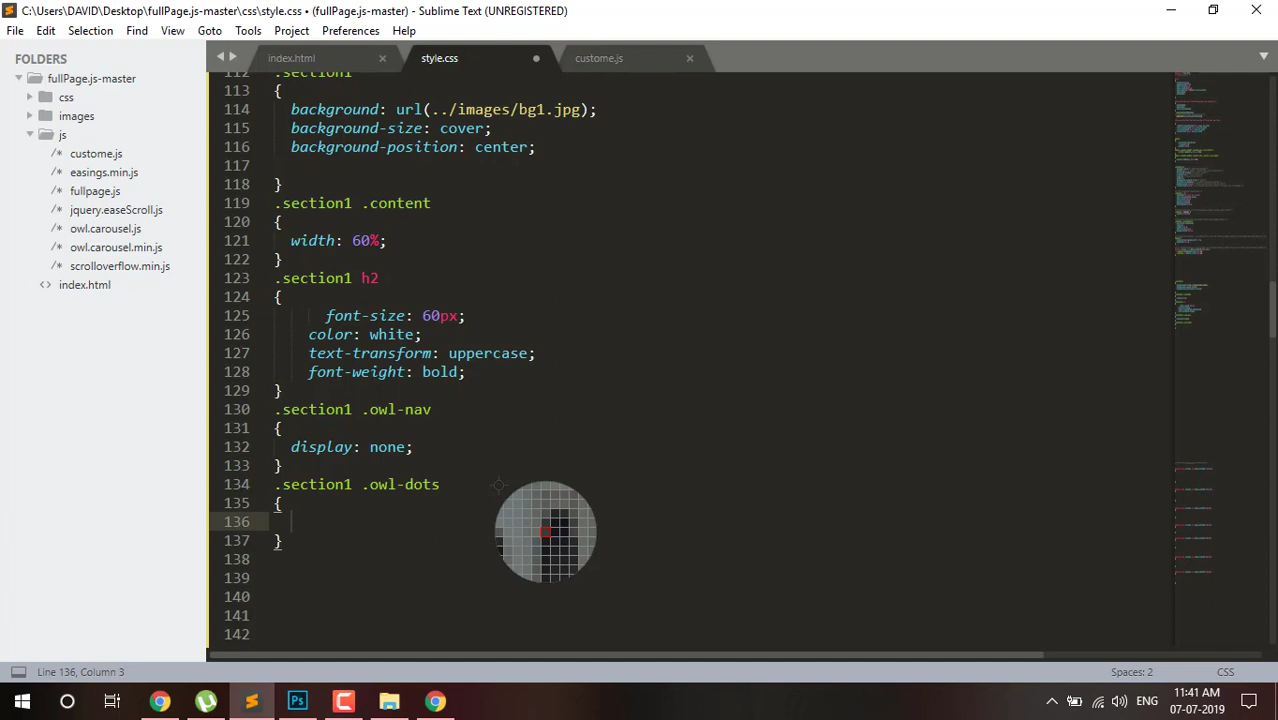 C:\Users\DAVID\Desktop\fullPage.js-master\css\style.css • (fullPage.js-master) - Sublime Text (UNREGISTERED)
File Edit Selection Find View Goto Tools Project Preferences Help
FOLDERS
fullPage.js-master
css
images
js
/* custome.js
/* easings.min.js
/* fullpage.js
/* jquery.easeScroll.js
/* owl.carousel.js
/* owl.carousel.min.js
/* scrolloverflow.min.js
<> index.html
index.html style.css custome.js
112 .section1
113 {
114 background: url(../images/bg1.jpg);
115 background-size: cover;
116 background-position: center;
117
118 }
119 .section1 .content
120 {
121 width: 60%;
122 }
123 .section1 h2
124 {
125 font-size: 60px;
126 color: white;
127 text-transform: uppercase;
128 font-weight: bold;
129 }
130 .section1 .owl-nav
131 {
132 display: none;
133 }
134 .section1 .owl-dots
135 {
136
137 }
138
139
140
141
142
Line 136, Column 3 Spaces: 2 CSS
Ps ENG 11:41 AM
07-07-2019